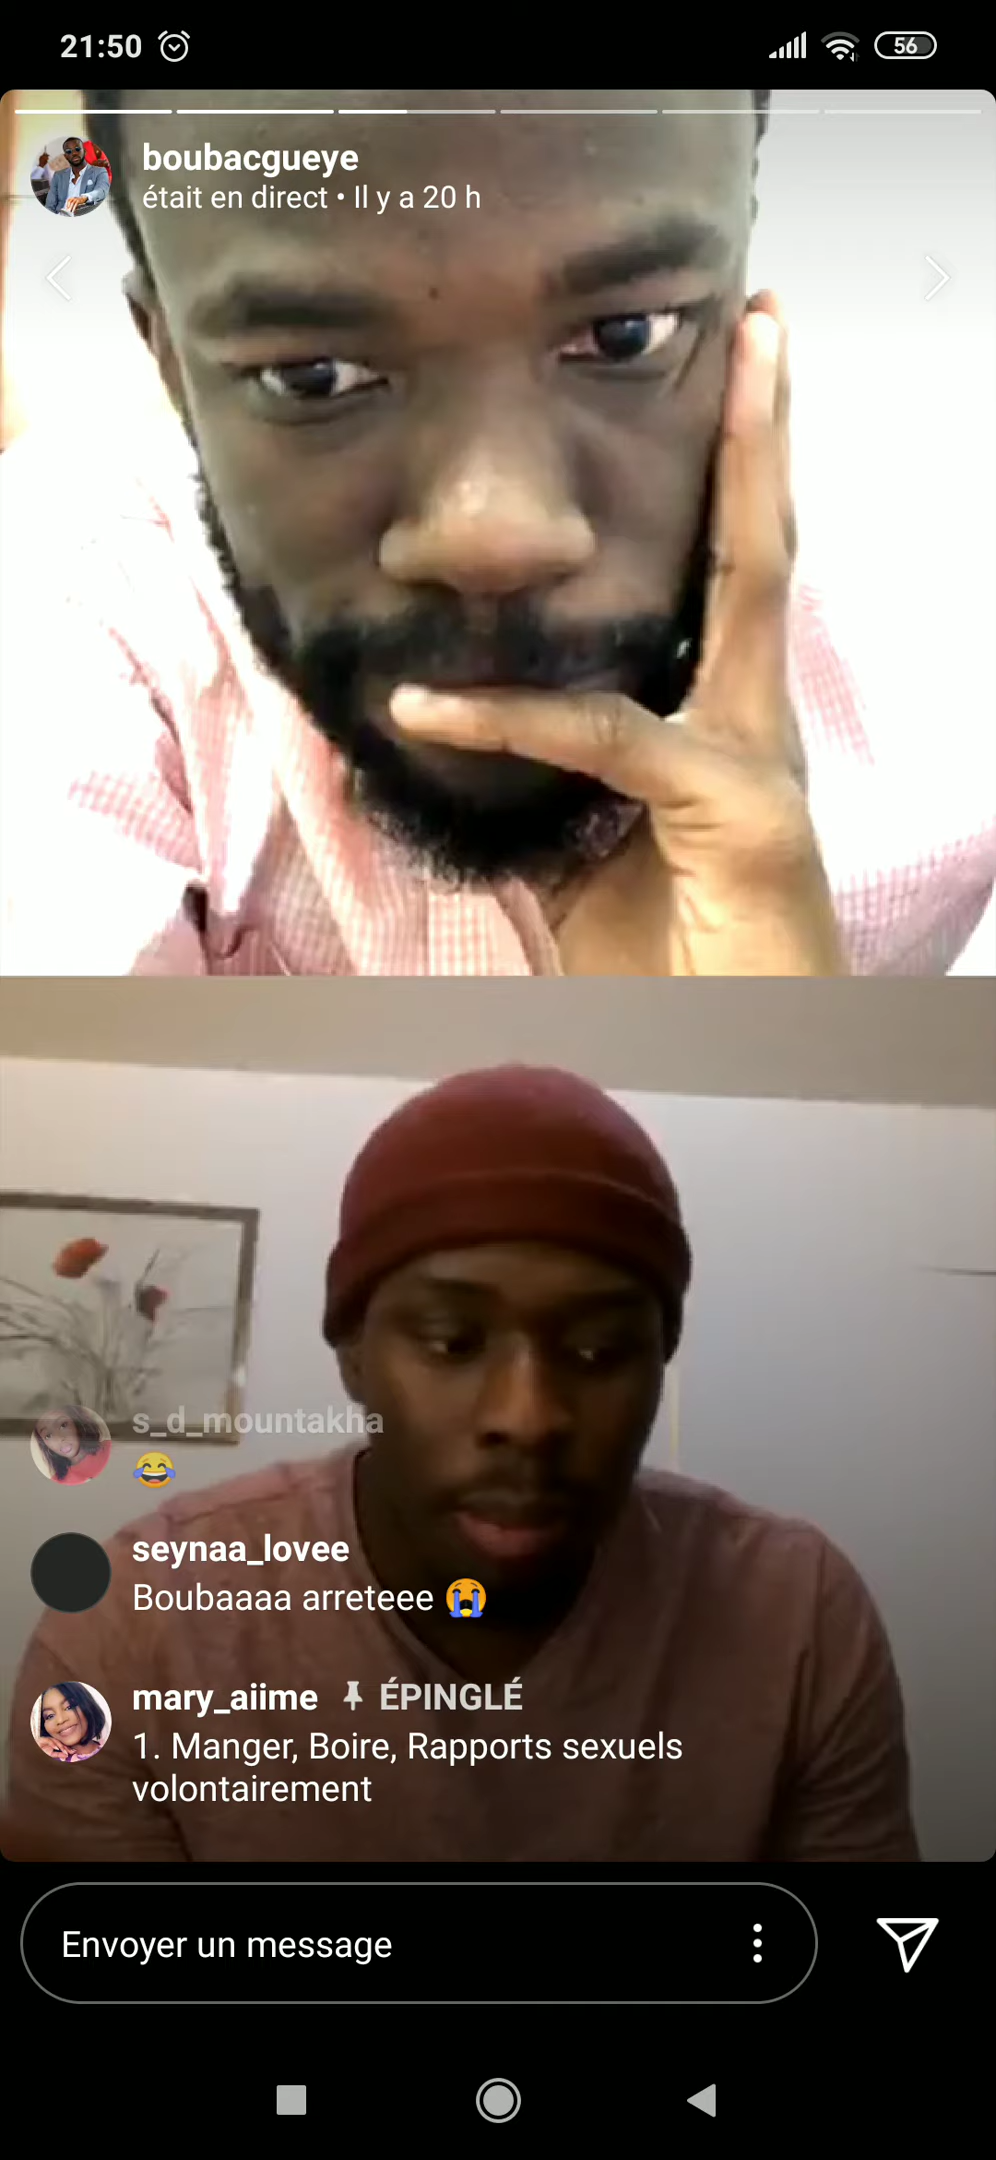 21:50
56
boubacgueye
était en direct • Il y a 20 h
s_d_mountakha
😂
seynaa_lovee
Boubaaaa arreteee 😭
mary_aiime 📌 ÉPINGLÉ
1. Manger, Boire, Rapports sexuels
volontairement
Envoyer un message